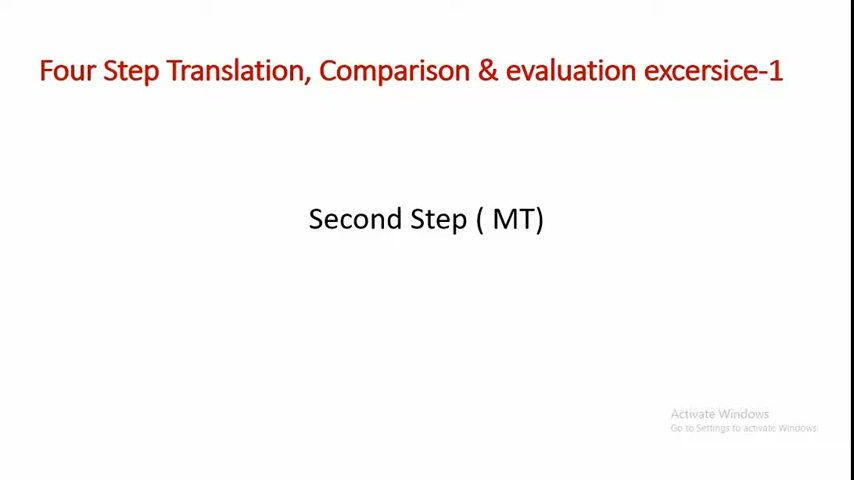 Four Step Translation, Comparison & evaluation excersice-1
Second Step ( MT)
Activate Windows
Go to Settings to activate Windows.